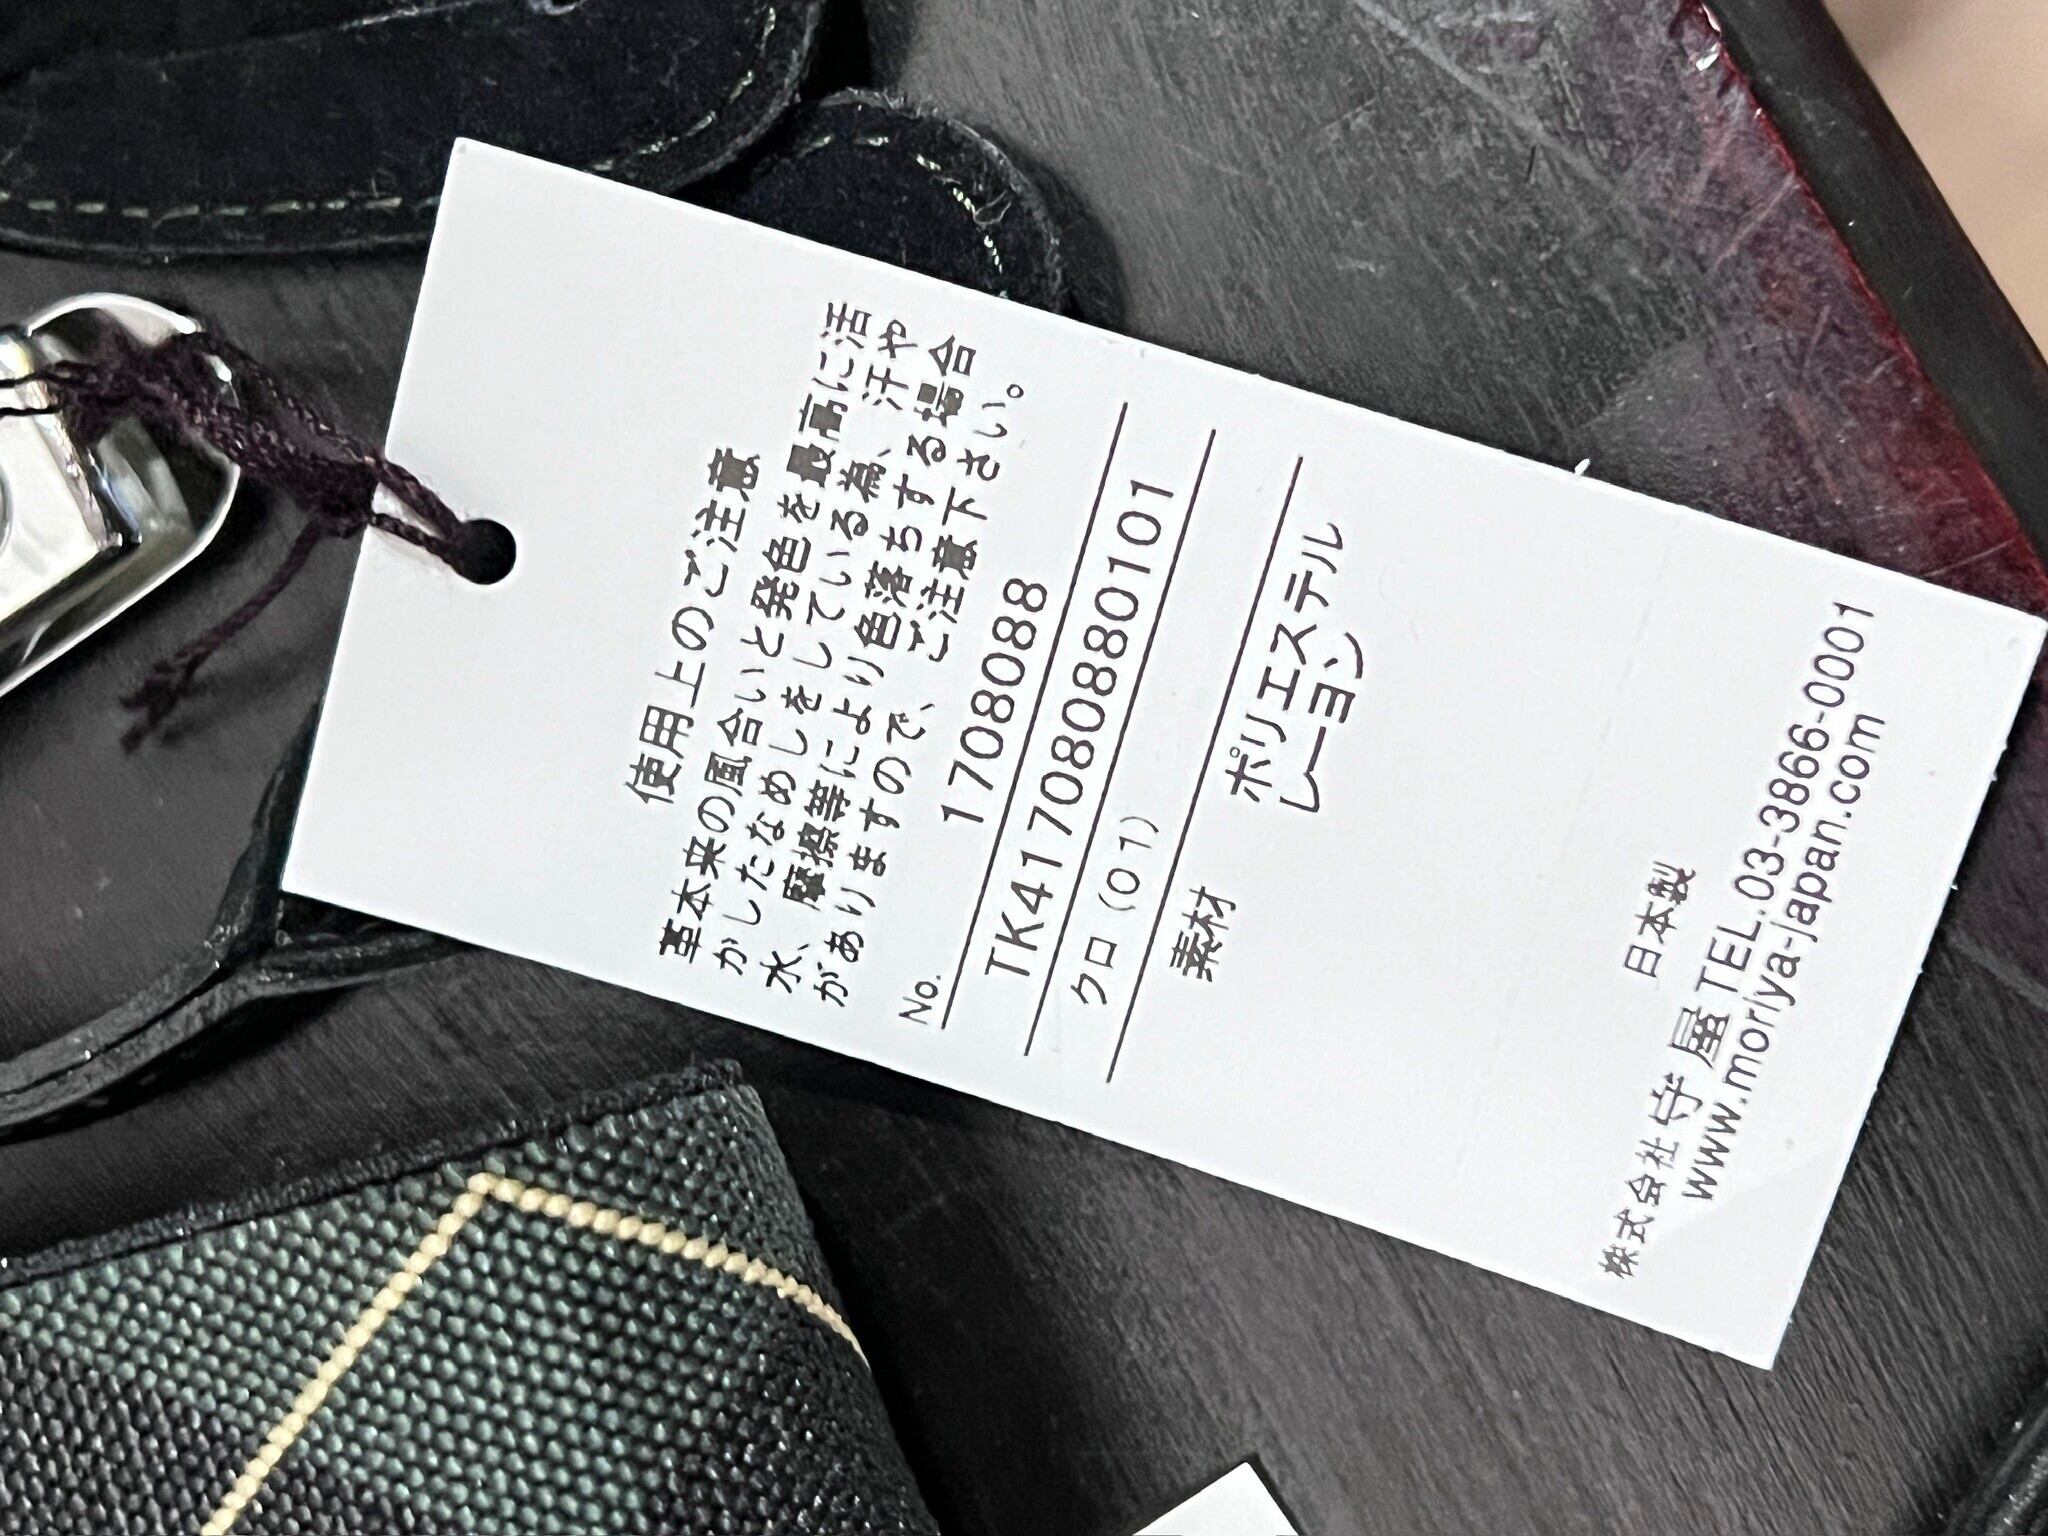 使用上のご注意
革本来の風合いと発色を最高に活
かしたなめしをしている為、汗や
水、摩擦等により色落ちする場合
がありますので、ご注意下さい。
No. 1708088
TK417080880101
クロ（01）
素材 ポリエステル
レーヨン
日本製
株式会社守屋 TEL.03-3866-0001
www.moriya-japan.com